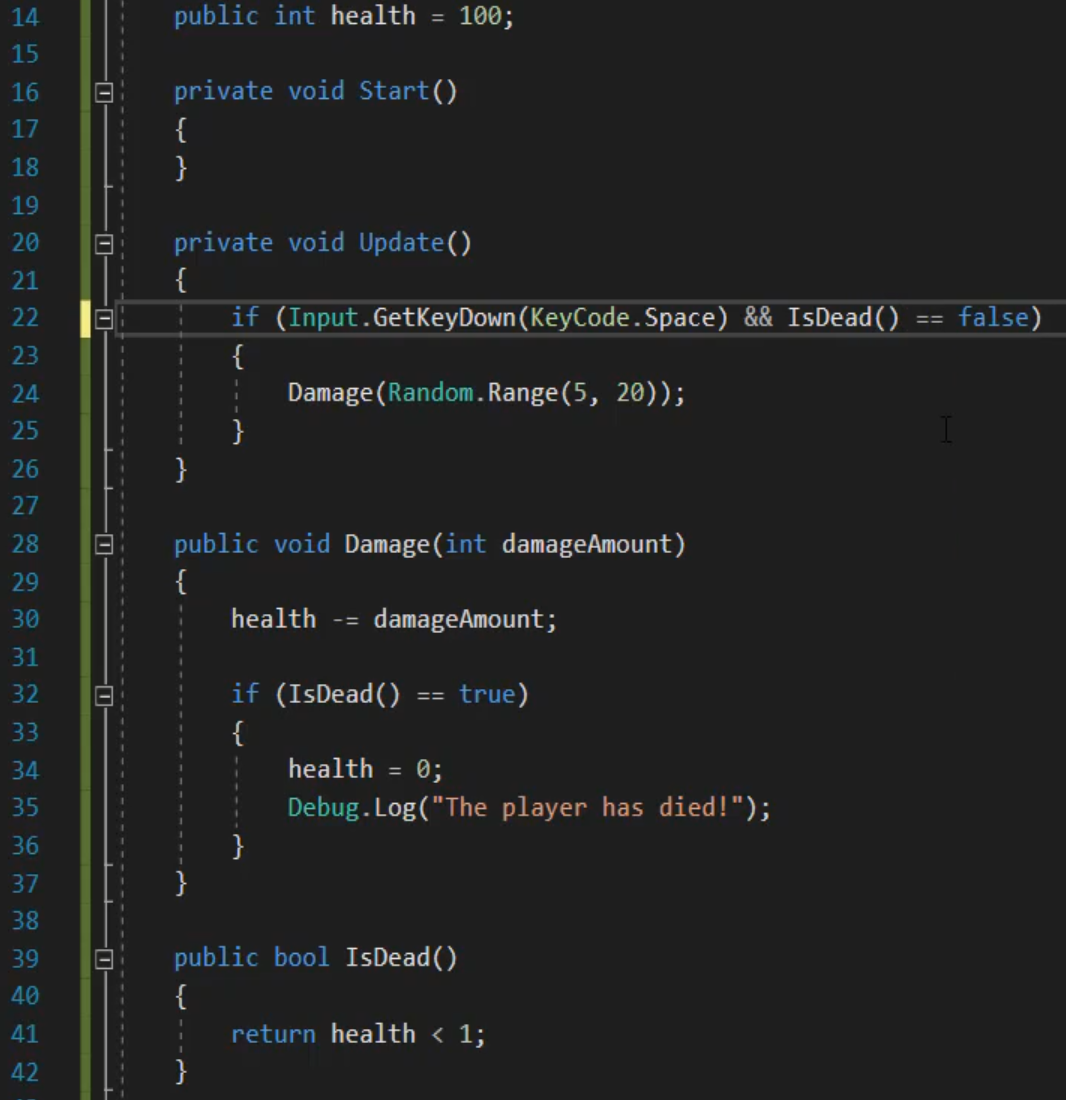 14 public int health = 100;
15
16 private void Start()
17 {
18 }
19
20 private void Update()
21 {
22 if (Input.GetKeyDown(KeyCode.Space) && IsDead() == false)
23 {
24 Damage(Random.Range(5, 20));
25 }
26 }
27
28 public void Damage(int damageAmount)
29 {
30 health -= damageAmount;
31
32 if (IsDead() == true)
33 {
34 health = 0;
35 Debug.Log("The player has died!");
36 }
37 }
38
39 public bool IsDead()
40 {
41 return health < 1;
42 }